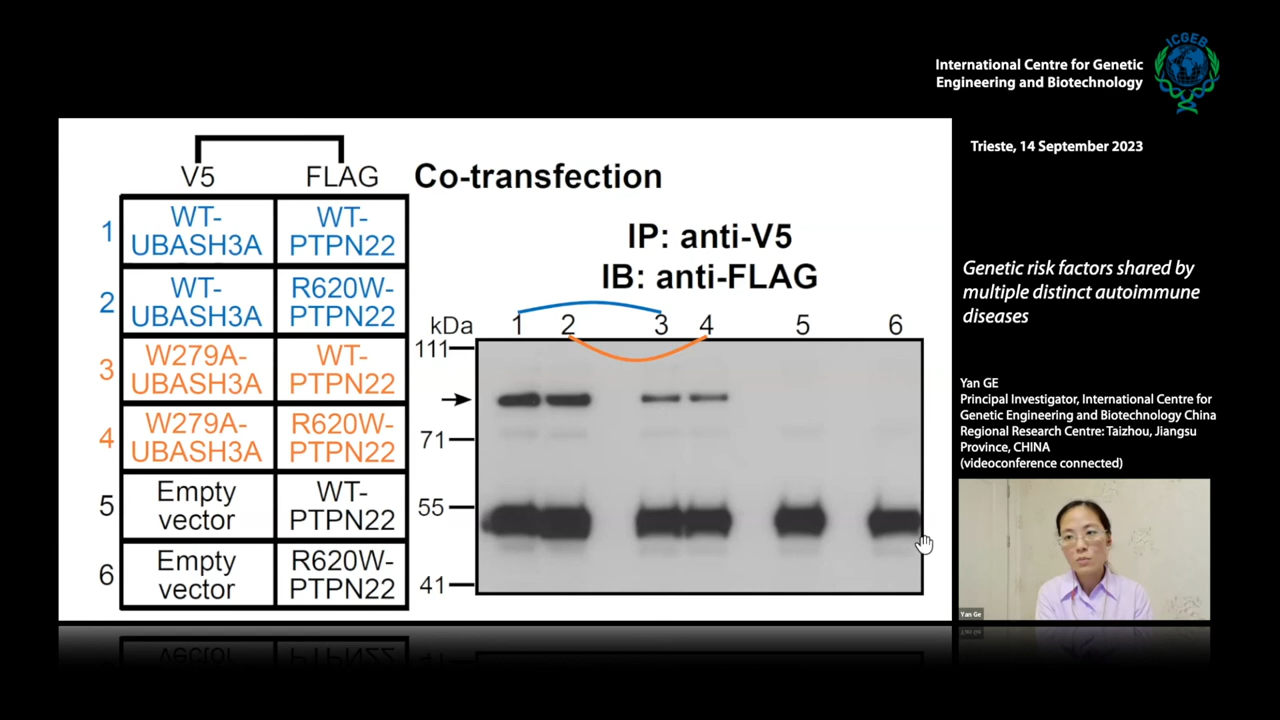 International Centre for Genetic
Engineering and Biotechnology
ICGEB
Trieste, 14 September 2023
V5 FLAG
Co-transfection
1 WT-UBASH3A WT-PTPN22
2 WT-UBASH3A R620W-PTPN22
3 W279A-UBASH3A WT-PTPN22
4 W279A-UBASH3A R620W-PTPN22
5 Empty vector WT-PTPN22
6 Empty vector R620W-PTPN22
IP: anti-V5
IB: anti-FLAG
kDa 1 2 3 4 5 6
111
71
55
41
Genetic risk factors shared by
multiple distinct autoimmune
diseases
Yan GE
Principal Investigator, International Centre for
Genetic Engineering and Biotechnology China
Regional Research Centre: Taizhou, Jiangsu
Province, CHINA
(videoconference connected)
Yan Ge